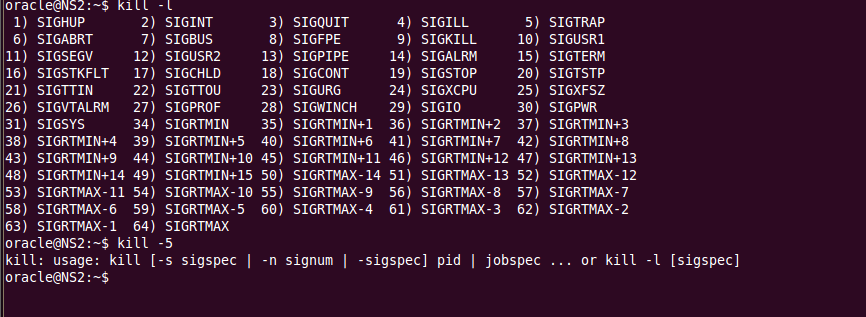 oracle@NS2:~$ kill -l
 1) SIGHUP       2) SIGINT       3) SIGQUIT      4) SIGILL       5) SIGTRAP
 6) SIGABRT      7) SIGBUS       8) SIGFPE       9) SIGKILL     10) SIGUSR1
11) SIGSEGV     12) SIGUSR2     13) SIGPIPE     14) SIGALRM     15) SIGTERM
16) SIGSTKFLT   17) SIGCHLD     18) SIGCONT     19) SIGSTOP     20) SIGTSTP
21) SIGTTIN     22) SIGTTOU     23) SIGURG      24) SIGXCPU     25) SIGXFSZ
26) SIGVTALRM   27) SIGPROF     28) SIGWINCH    29) SIGIO       30) SIGPWR
31) SIGSYS      34) SIGRTMIN    35) SIGRTMIN+1  36) SIGRTMIN+2  37) SIGRTMIN+3
38) SIGRTMIN+4  39) SIGRTMIN+5  40) SIGRTMIN+6  41) SIGRTMIN+7  42) SIGRTMIN+8
43) SIGRTMIN+9  44) SIGRTMIN+10 45) SIGRTMIN+11 46) SIGRTMIN+12 47) SIGRTMIN+13
48) SIGRTMIN+14 49) SIGRTMIN+15 50) SIGRTMAX-14 51) SIGRTMAX-13 52) SIGRTMAX-12
53) SIGRTMAX-11 54) SIGRTMAX-10 55) SIGRTMAX-9  56) SIGRTMAX-8  57) SIGRTMAX-7
58) SIGRTMAX-6  59) SIGRTMAX-5  60) SIGRTMAX-4  61) SIGRTMAX-3  62) SIGRTMAX-2
63) SIGRTMAX-1  64) SIGRTMAX
oracle@NS2:~$ kill -5
kill: usage: kill [-s sigspec | -n signum | -sigspec] pid | jobspec ... or kill -l [sigspec]
oracle@NS2:~$